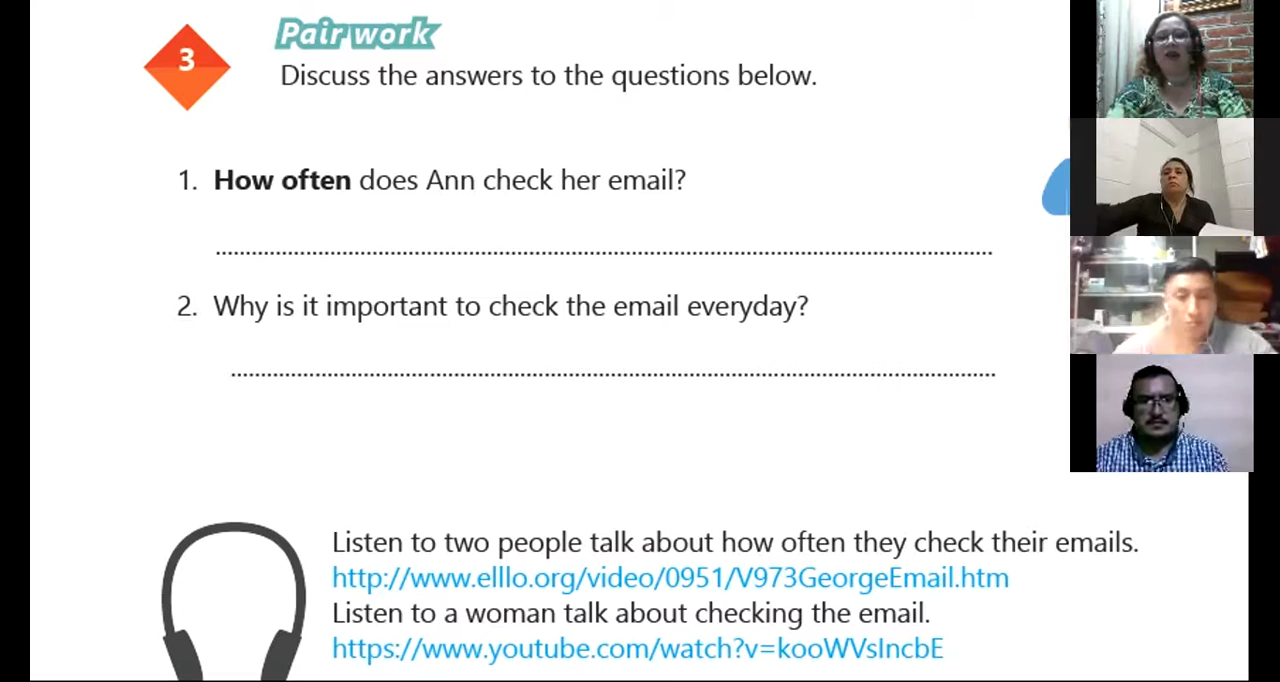 3
Pair work
Discuss the answers to the questions below.
1. How often does Ann check her email?
2. Why is it important to check the email everyday?
Listen to two people talk about how often they check their emails.
http://www.elllo.org/video/0951/V973GeorgeEmail.htm
Listen to a woman talk about checking the email.
https://www.youtube.com/watch?v=kooWVsIncbE